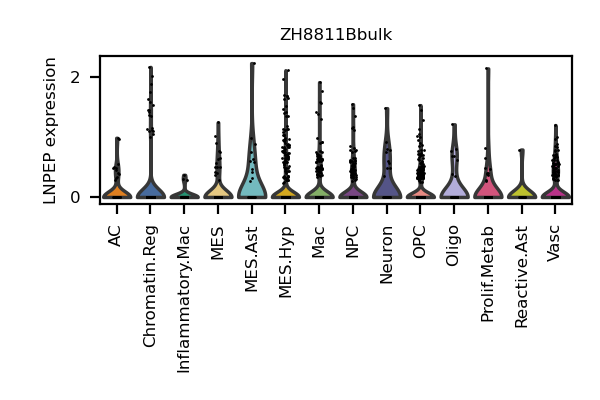 ZH8811Bbulk
LNPEP expression
2
0
AC
Chromatin.Reg
Inflammatory.Mac
MES
MES.Ast
MES.Hyp
Mac
NPC
Neuron
OPC
Oligo
Prolif.Metab
Reactive.Ast
Vasc